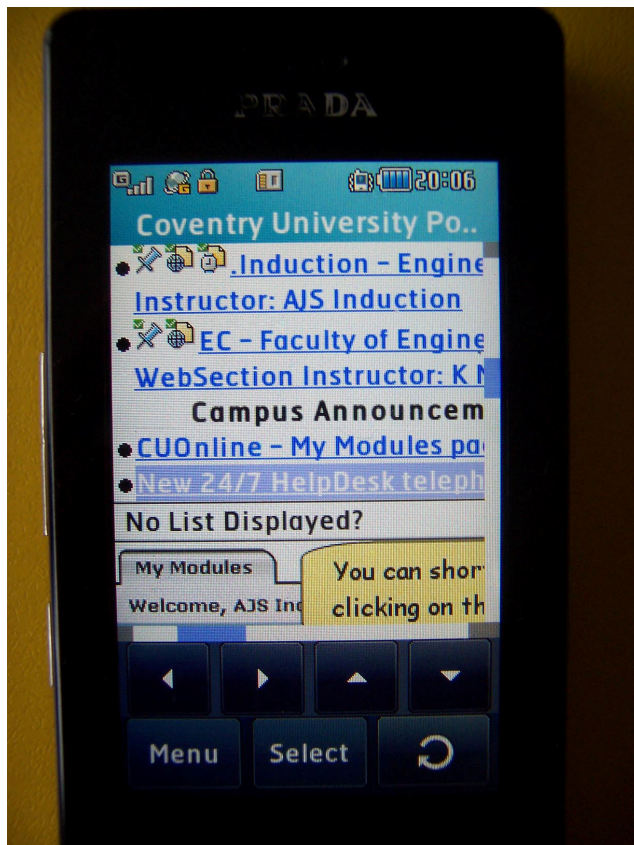 PRADA
G G F 20:06
Coventry University Po..
.Induction - Engine
Instructor: AJS Induction
EC - Faculty of Engine
WebSection Instructor: K
Campus Announcem
CUOnline - My Modules pa
New 24/7 HelpDesk teleph
No List Displayed?
My Modules
You can shor
Welcome, AJS Ind
clicking on th
Menu Select